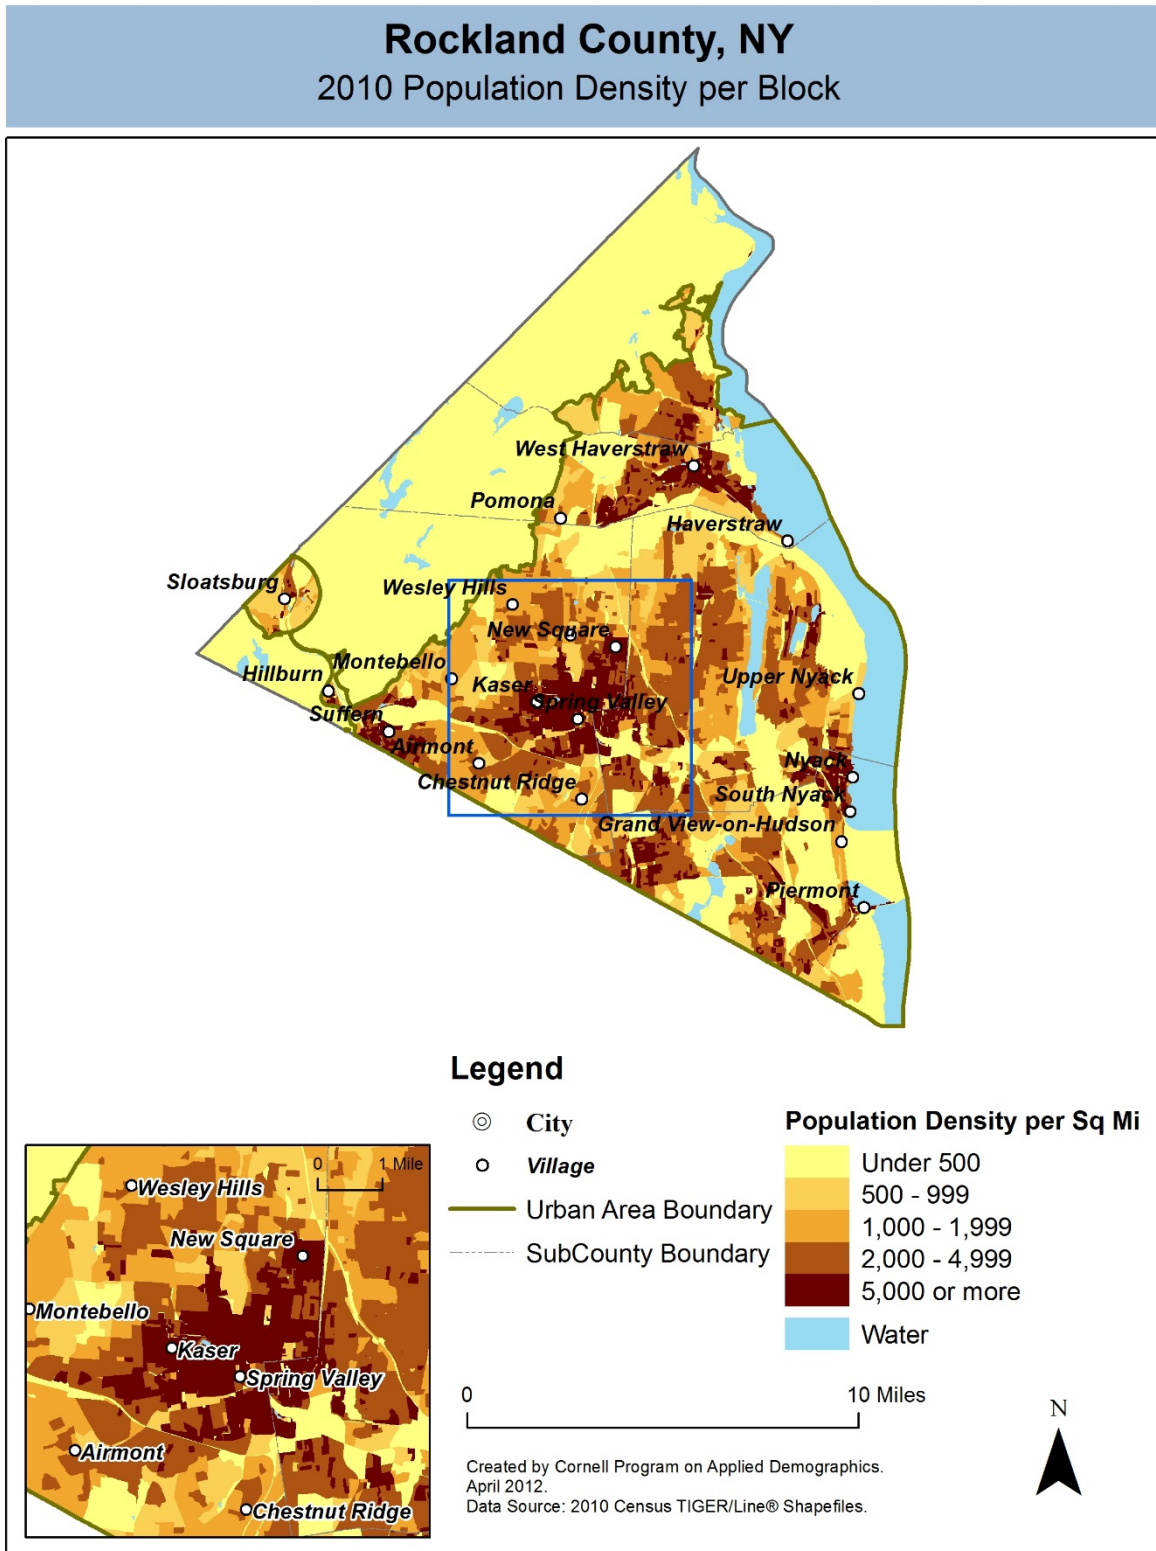 Rockland County, NY
2010 Population Density per Block
West Haverstraw
Pomona
Haverstraw
Sloatsburg
Wesley Hills
New Square
Montebello
Hillburn
Kaser
Upper Nyack
Spring Valley
Suffern
Airmont
Nyack
Chestnut Ridge
South Nyack
Grand View-on-Hudson
Piermont
Legend
City
Village
Urban Area Boundary
SubCounty Boundary
Population Density per Sq Mi
Under 500
500 - 999
1,000 - 1,999
2,000 - 4,999
5,000 or more
Water
0 10 Miles
N
Created by Cornell Program on Applied Demographics.
April 2012.
Data Source: 2010 Census TIGER/Line® Shapefiles.
0 1 Mile
Wesley Hills
New Square
Montebello
Kaser
Spring Valley
Airmont
Chestnut Ridge